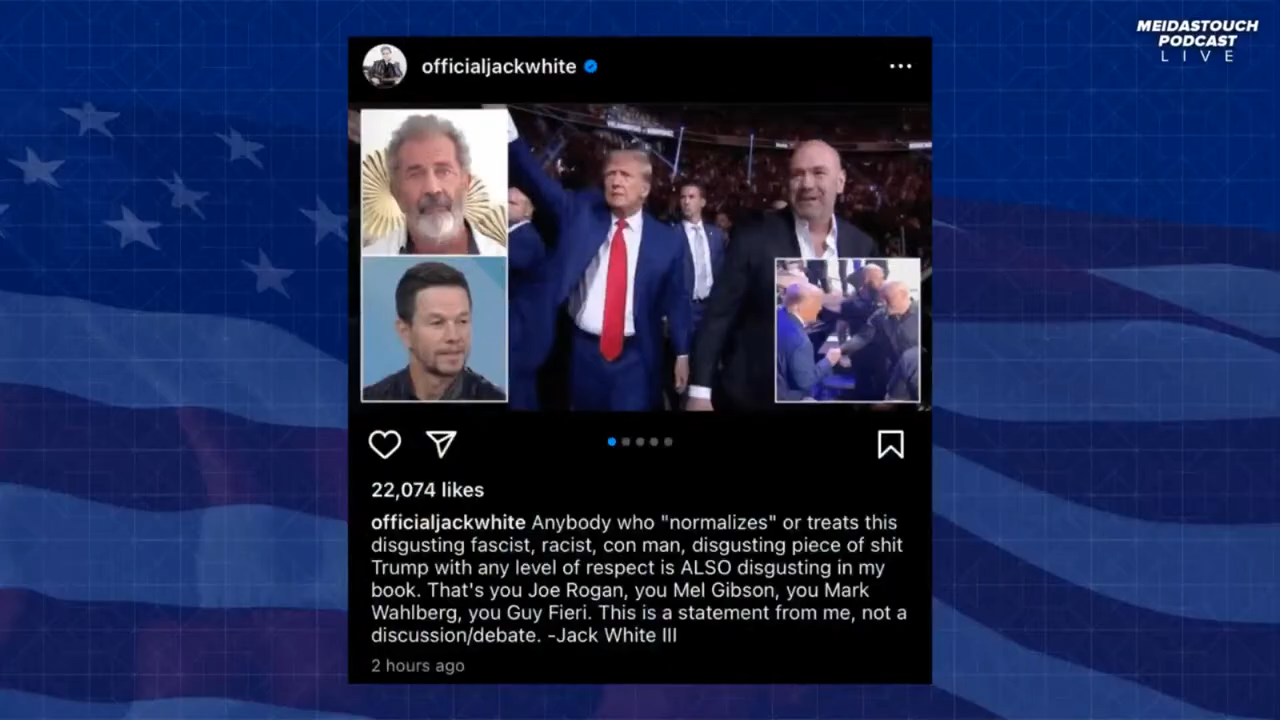 MEIDASTOUCH
PODCAST
LIVE
officialjackwhite
22,074 likes
officialjackwhite Anybody who "normalizes" or treats this
disgusting fascist, racist, con man, disgusting piece of shit
Trump with any level of respect is ALSO disgusting in my
book. That's you Joe Rogan, you Mel Gibson, you Mark
Wahlberg, you Guy Fieri. This is a statement from me, not a
discussion/debate. -Jack White III
2 hours ago